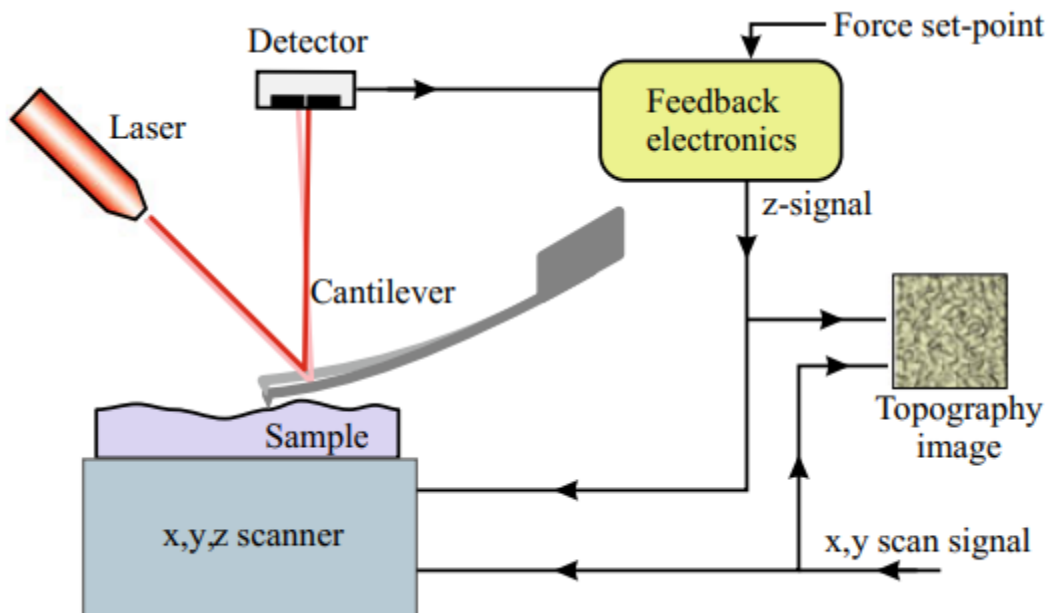 Force set-point
Detector
Feedback
electronics
Laser
z-signal
Cantilever
Topography
image
Sample
x,y,z scanner
x,y scan signal